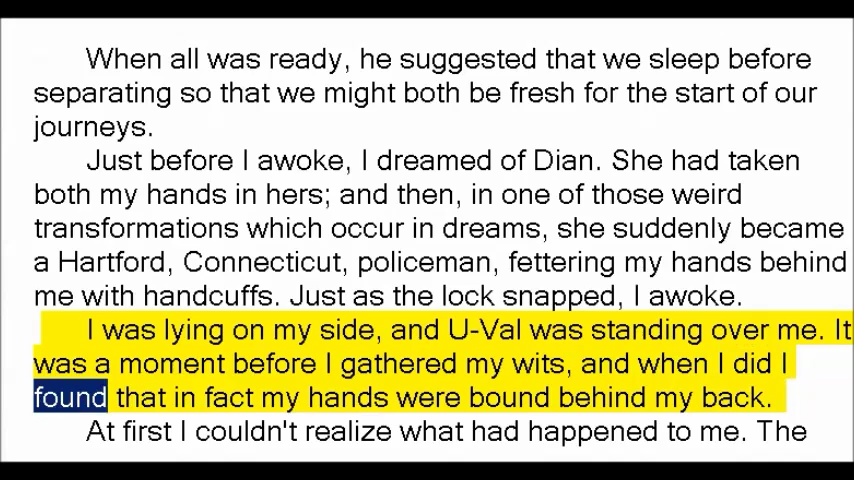 When all was ready, he suggested that we sleep before
separating so that we might both be fresh for the start of our
journeys.
Just before I awoke, I dreamed of Dian. She had taken
both my hands in hers; and then, in one of those weird
transformations which occur in dreams, she suddenly became
a Hartford, Connecticut, policeman, fettering my hands behind
me with handcuffs. Just as the lock snapped, I awoke.
I was lying on my side, and U-Val was standing over me. It
was a moment before I gathered my wits, and when I did I
found that in fact my hands were bound behind my back.
At first I couldn't realize what had happened to me. The